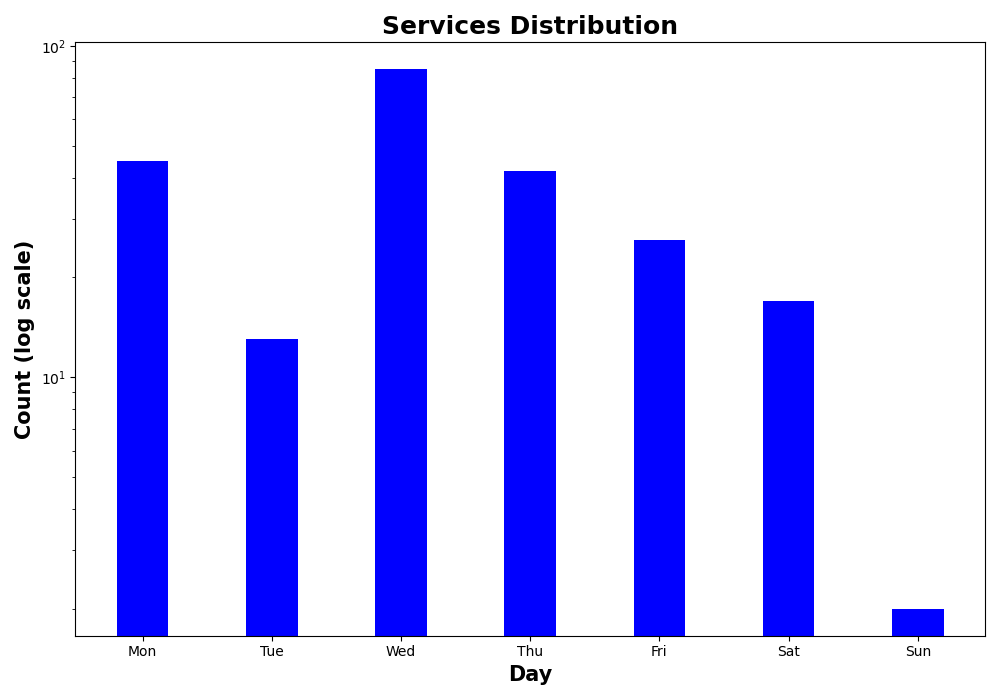 Services Distribution
Count (log scale)
10²
10¹
Mon Tue Wed Thu Fri Sat Sun
Day